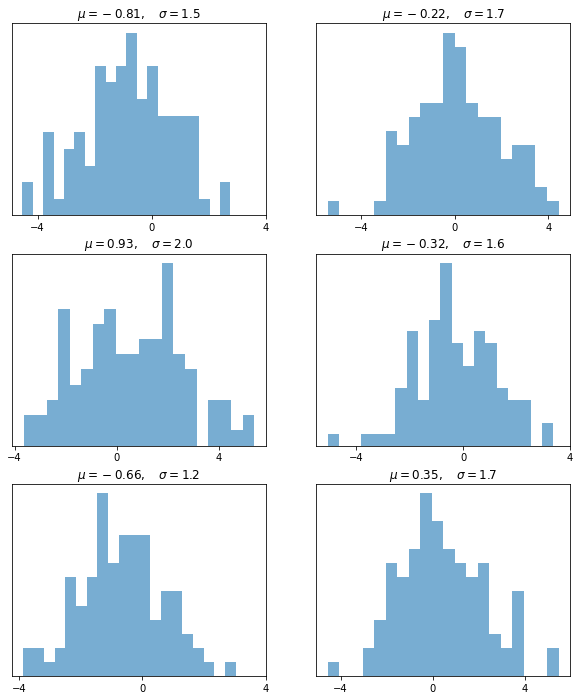 μ = −0.81, σ = 1.5
−4 0 4
μ = −0.22, σ = 1.7
−4 0 4
μ = 0.93, σ = 2.0
−4 0 4
μ = −0.32, σ = 1.6
−4 0 4
μ = −0.66, σ = 1.2
−4 0 4
μ = 0.35, σ = 1.7
−4 0 4